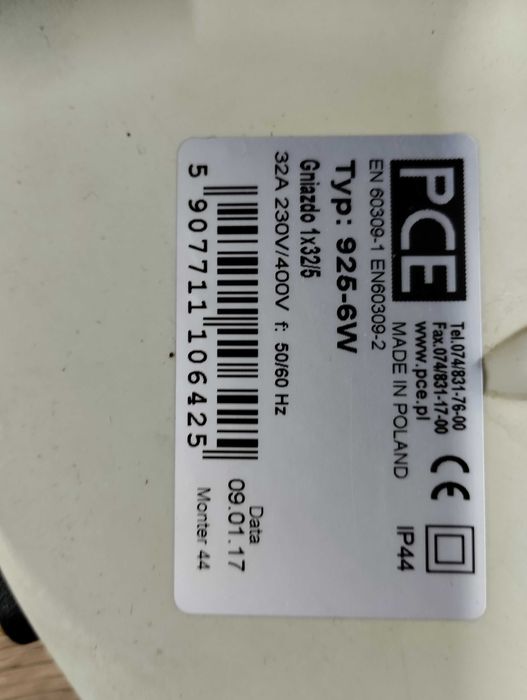 PCE
Tel.074/831-76-00
Fax.074/831-17-00
www.pce.pl
EN 60309-1 EN60309-2
MADE IN POLAND
IP44
Typ: 925-6W
Gniazdo 1x32/5
32A 230V/400V f: 50/60 Hz
Data
09.01.17
Monter 44
5 907711 106425